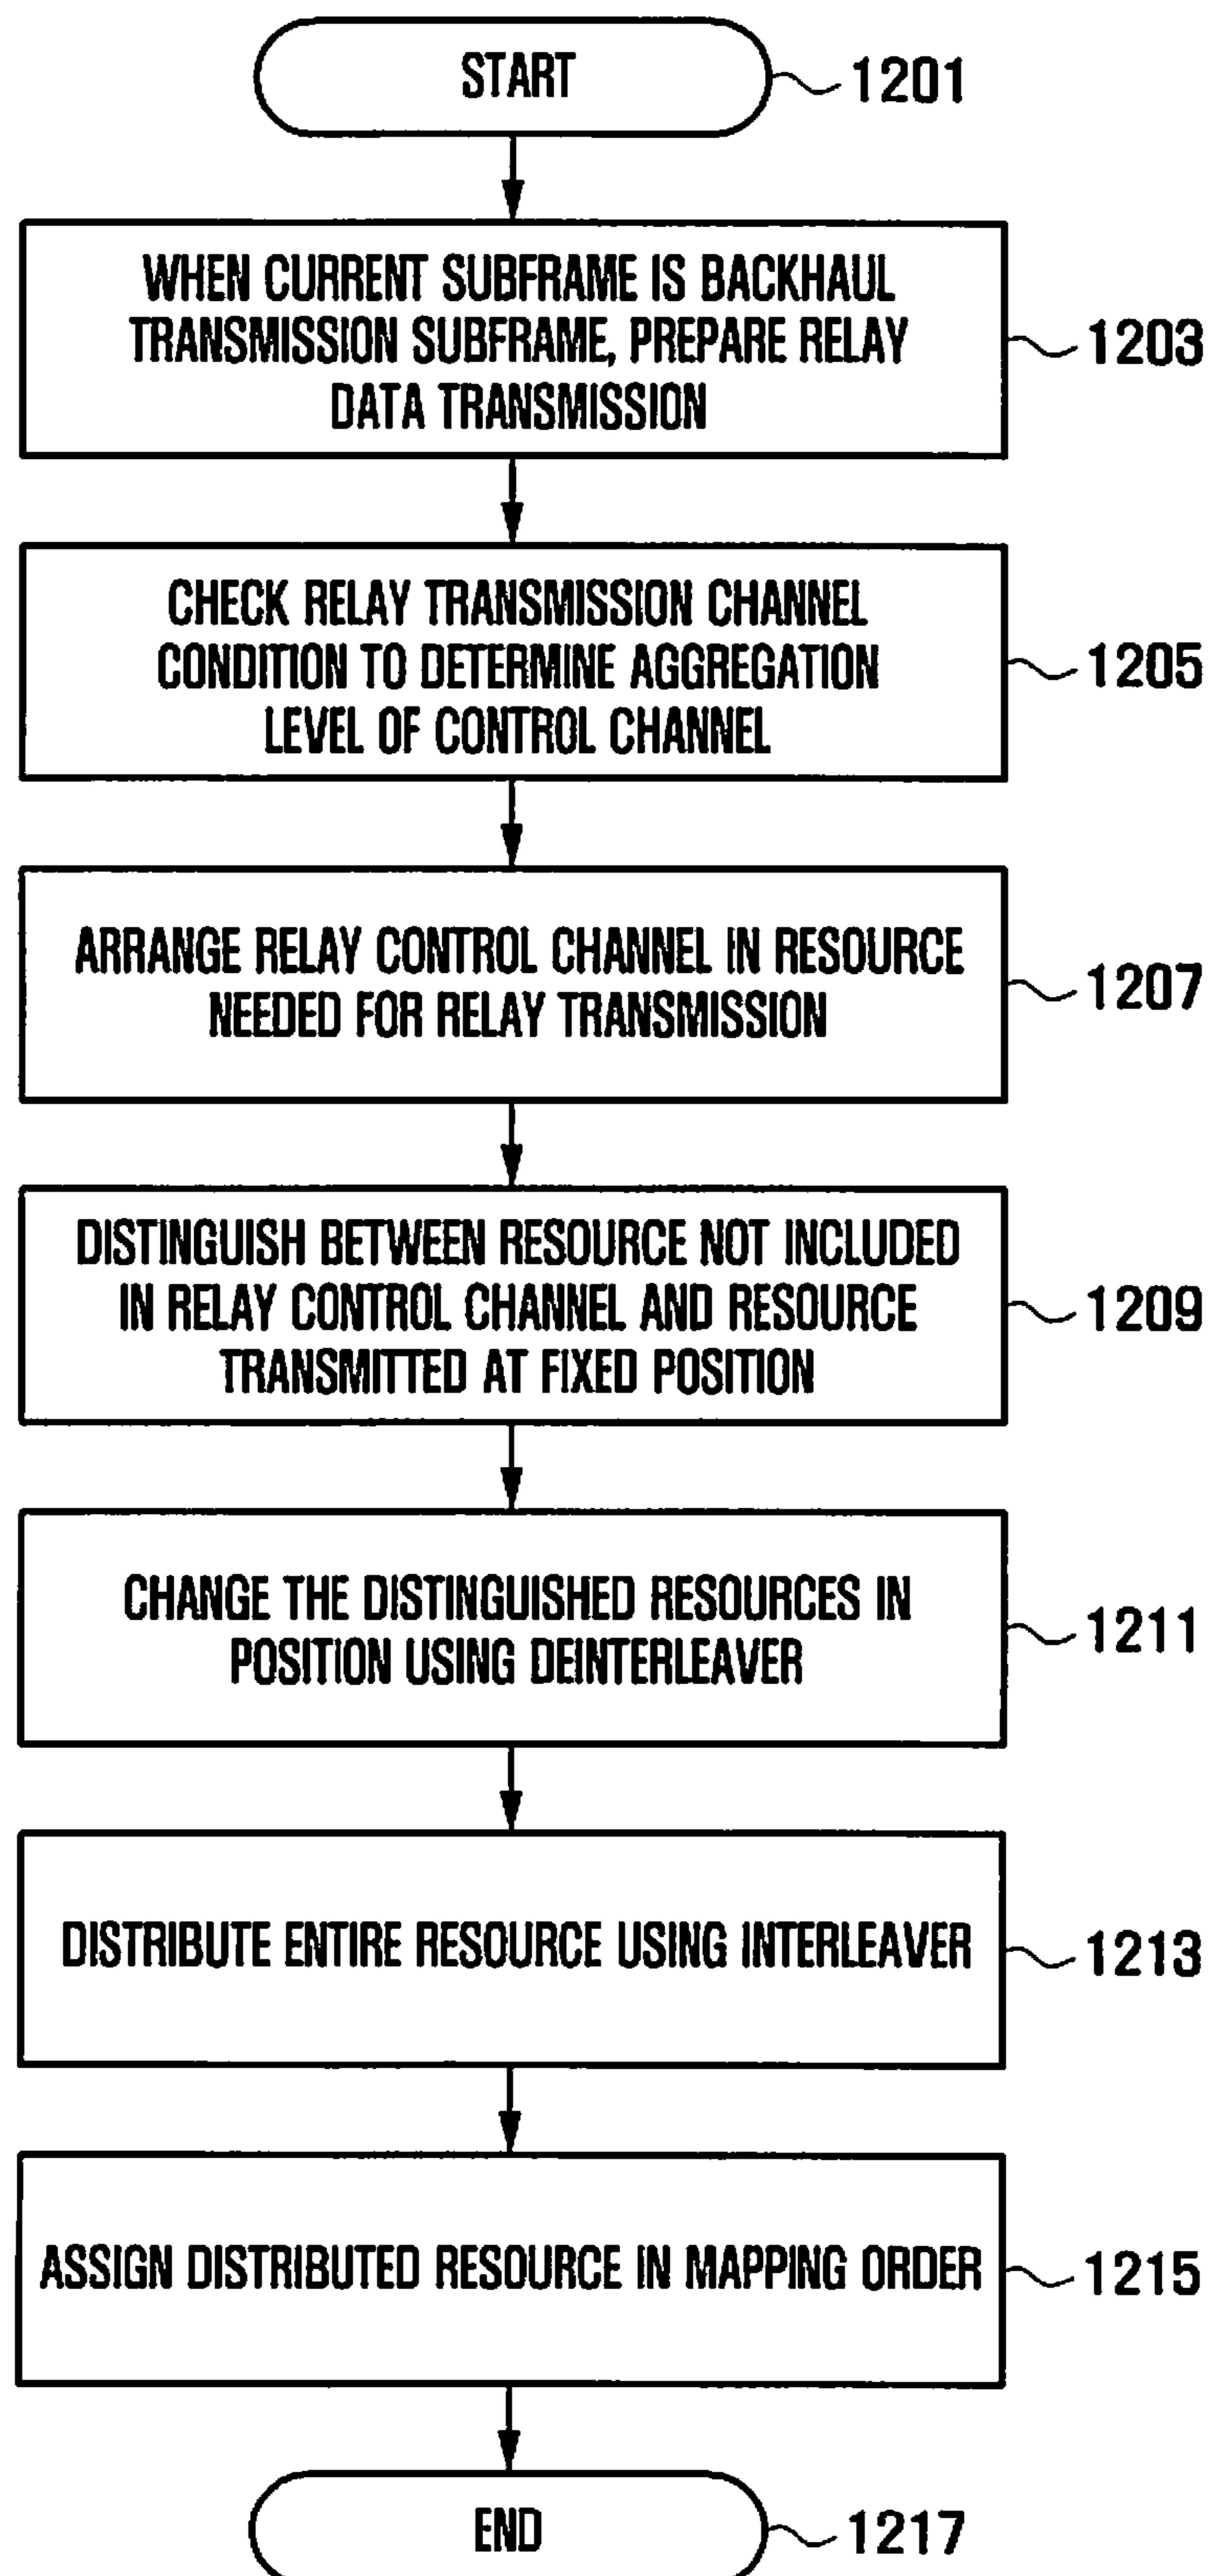 START
1201
WHEN CURRENT SUBFRAME IS BACKHAUL
TRANSMISSION SUBFRAME, PREPARE RELAY
DATA TRANSMISSION
1203
CHECK RELAY TRANSMISSION CHANNEL
CONDITION TO DETERMINE AGGREGATION
LEVEL OF CONTROL CHANNEL
1205
ARRANGE RELAY CONTROL CHANNEL IN RESOURCE
NEEDED FOR RELAY TRANSMISSION
1207
DISTINGUISH BETWEEN RESOURCE NOT INCLUDED
IN RELAY CONTROL CHANNEL AND RESOURCE
TRANSMITTED AT FIXED POSITION
1209
CHANGE THE DISTINGUISHED RESOURCES IN
POSITION USING DEINTERLEAVER
1211
DISTRIBUTE ENTIRE RESOURCE USING INTERLEAVER
1213
ASSIGN DISTRIBUTED RESOURCE IN MAPPING ORDER
1215
END
1217